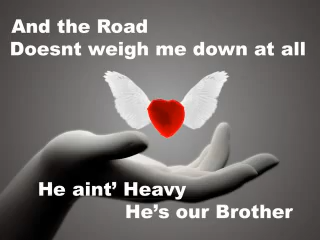 And the Road
Doesnt weigh me down at all
He aint’ Heavy
He’s our Brother